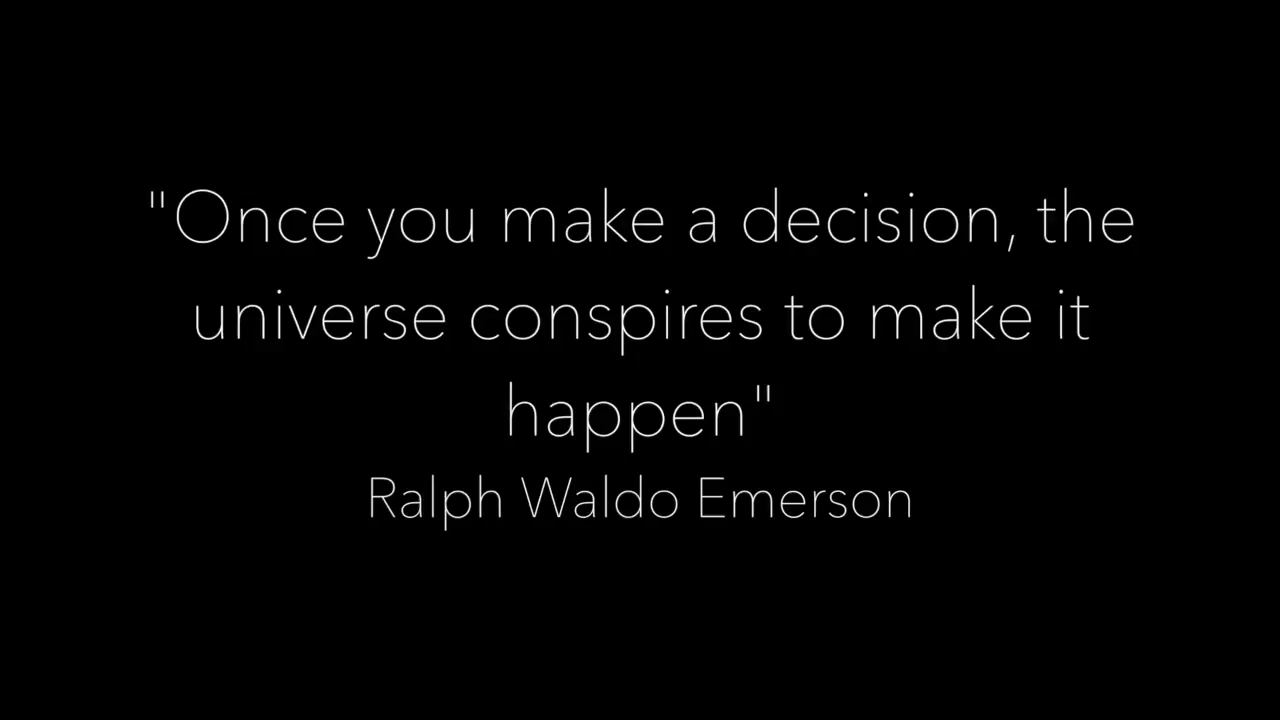 "Once you make a decision, the
universe conspires to make it
happen"
Ralph Waldo Emerson